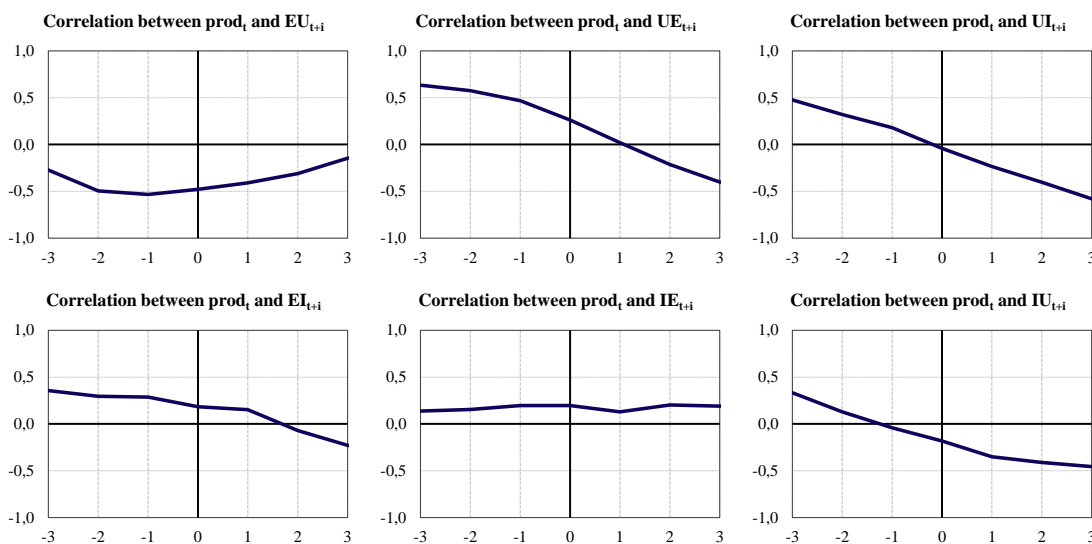 Correlation between prodt and EUt+i
1,0
0,5
0,0
-0,5
-1,0
-3 -2 -1 0 1 2 3
Correlation between prodt and UEt+i
1,0
0,5
0,0
-0,5
-1,0
-3 -2 -1 0 1 2 3
Correlation between prodt and UIt+i
1,0
0,5
0,0
-0,5
-1,0
-3 -2 -1 0 1 2 3
Correlation between prodt and EIt+i
1,0
0,5
0,0
-0,5
-1,0
-3 -2 -1 0 1 2 3
Correlation between prodt and IEt+i
1,0
0,5
0,0
-0,5
-1,0
-3 -2 -1 0 1 2 3
Correlation between prodt and IUt+i
1,0
0,5
0,0
-0,5
-1,0
-3 -2 -1 0 1 2 3